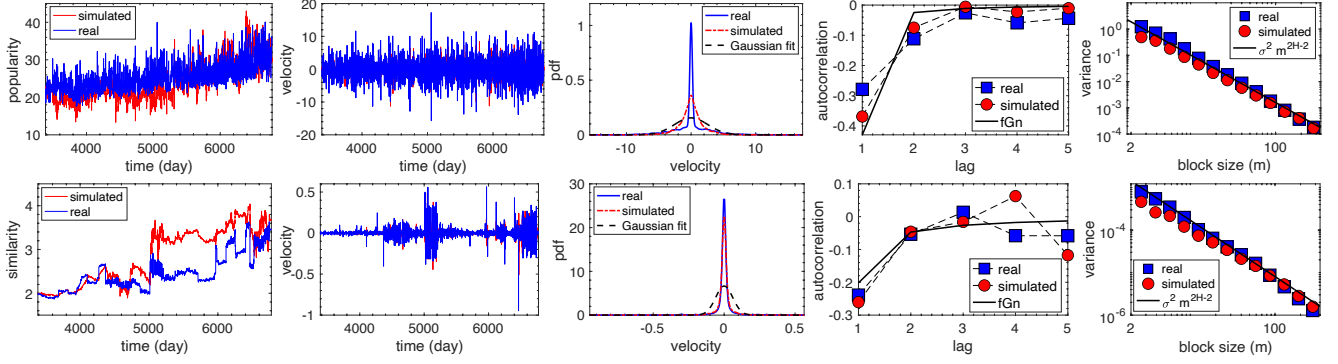 popularity
40
30
20
10
simulated
real
4000
5000
6000
time (day)
velocity
20
10
0
-10
-20
simulated
real
4000
5000
6000
time (day)
pdf
1
0.5
0
real
simulated
Gaussian fit
-10
0
10
velocity
autocorrelation
0
-0.1
-0.2
-0.3
-0.4
real
simulated
fGn
1
2
3
4
5
lag
variance
10^0
10^-1
10^-2
10^-3
10^-4
real
simulated
σ^2 m^{2H-2}
2
100
block size (m)
similarity
4
3
2
simulated
real
4000
5000
6000
time (day)
velocity
0.5
0
-0.5
-1
simulated
real
4000
5000
6000
time (day)
pdf
30
20
10
0
real
simulated
Gaussian fit
-0.5
0
0.5
velocity
autocorrelation
0.1
0
-0.1
-0.2
-0.3
real
simulated
fGn
1
2
3
4
5
lag
variance
10^-4
10^-6
real
simulated
σ^2 m^{2H-2}
2
100
block size (m)